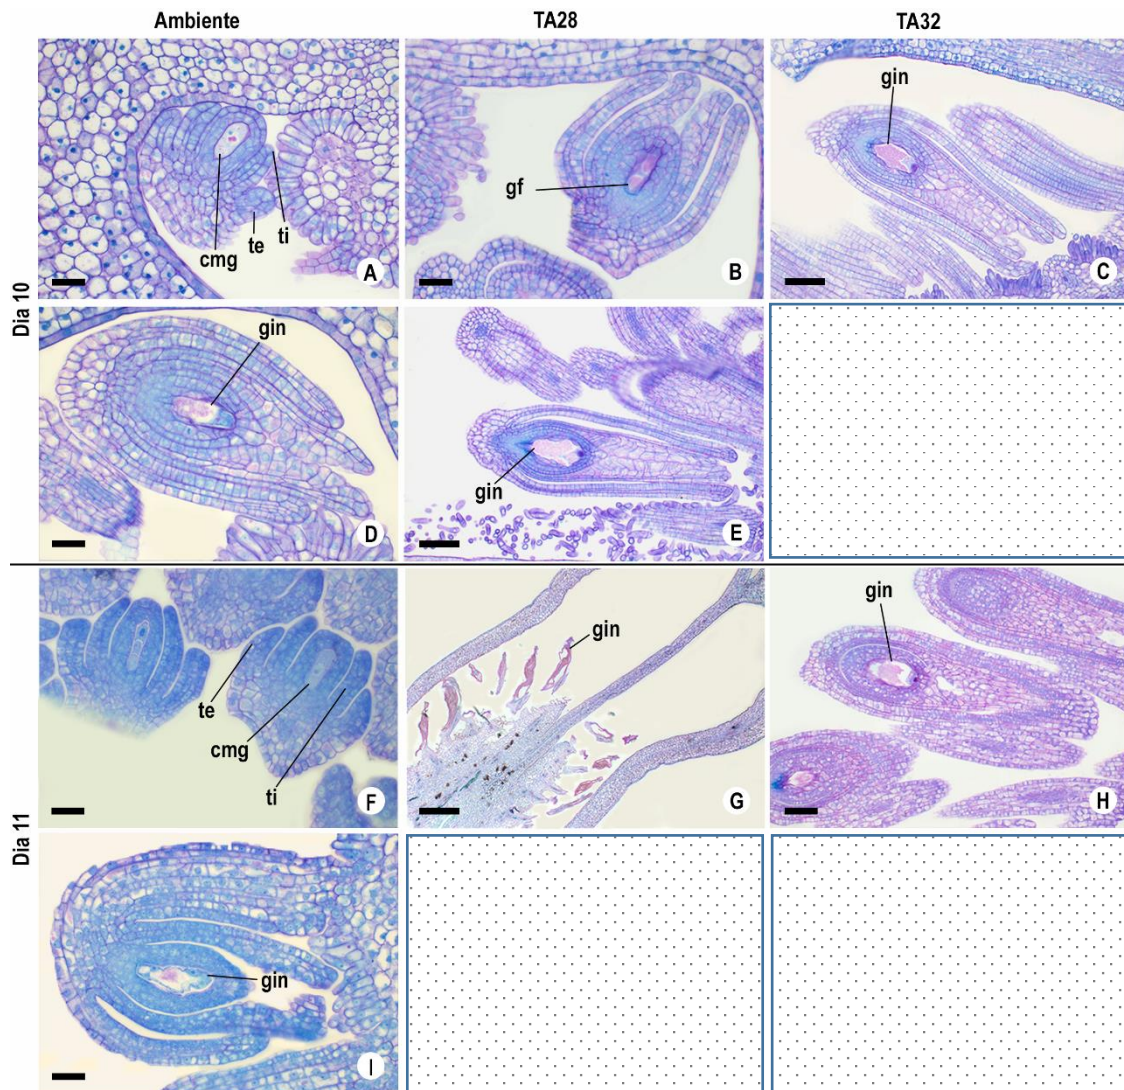 Ambiente TA28 TA32
Dia 10
cmg te ti A
gf B
gin C
gin D
gin E
Dia 11
te cmg ti F
gin G
gin H
gin I